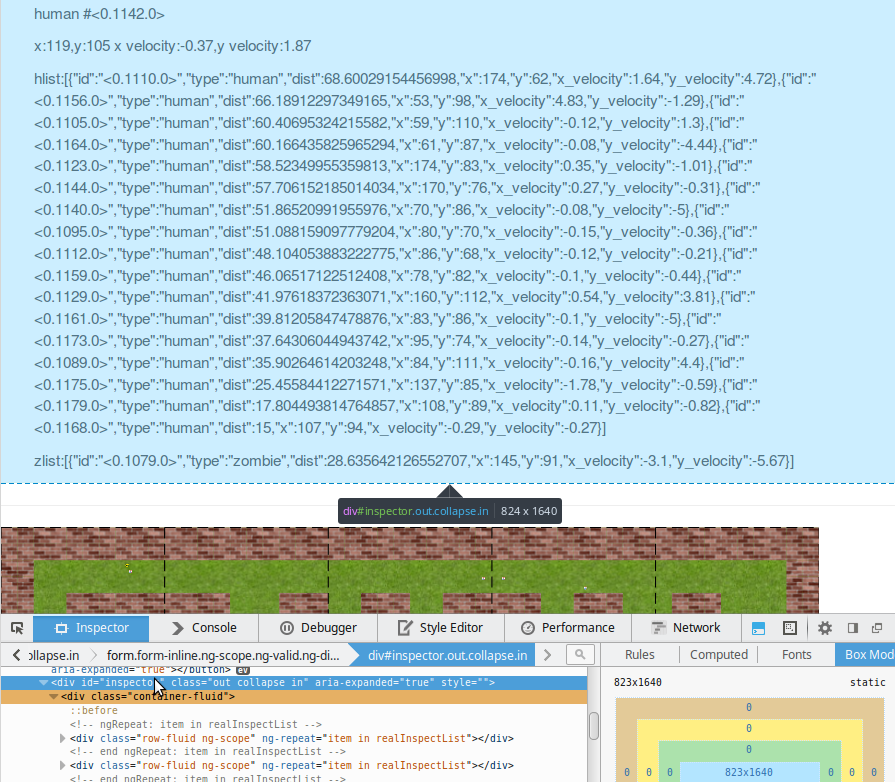 human #<0.1142.0>
x:119,y:105 x velocity:-0.37,y velocity:1.87
hlist:[{"id":"<0.1110.0>","type":"human","dist":68.60029154456998,"x":174,"y":62,"x_velocity":1.64,"y_velocity":4.72},{"id":"
<0.1156.0>","type":"human","dist":66.18912297349165,"x":53,"y":98,"x_velocity":4.83,"y_velocity":-1.29},{"id":"
<0.1105.0>","type":"human","dist":60.40695324215582,"x":59,"y":110,"x_velocity":-0.12,"y_velocity":1.3},{"id":"
<0.1164.0>","type":"human","dist":60.166435825965294,"x":61,"y":87,"x_velocity":-0.08,"y_velocity":-4.44},{"id":"
<0.1123.0>","type":"human","dist":58.52349955359813,"x":174,"y":83,"x_velocity":0.35,"y_velocity":-1.01},{"id":"
<0.1144.0>","type":"human","dist":57.706152185014034,"x":170,"y":76,"x_velocity":0.27,"y_velocity":-0.31},{"id":"
<0.1140.0>","type":"human","dist":51.86520991955976,"x":70,"y":86,"x_velocity":-0.08,"y_velocity":-5},{"id":"
<0.1095.0>","type":"human","dist":51.088159097779204,"x":80,"y":70,"x_velocity":-0.15,"y_velocity":-0.36},{"id":"
<0.1112.0>","type":"human","dist":48.104053883222775,"x":86,"y":68,"x_velocity":-0.12,"y_velocity":-0.21},{"id":"
<0.1159.0>","type":"human","dist":46.06517122512408,"x":78,"y":82,"x_velocity":-0.1,"y_velocity":-0.44},{"id":"
<0.1129.0>","type":"human","dist":41.97618372363071,"x":160,"y":112,"x_velocity":0.54,"y_velocity":3.81},{"id":"
<0.1161.0>","type":"human","dist":39.81205847478876,"x":83,"y":86,"x_velocity":-0.1,"y_velocity":-5},{"id":"
<0.1173.0>","type":"human","dist":37.64306044943742,"x":95,"y":74,"x_velocity":-0.14,"y_velocity":-0.27},{"id":"
<0.1089.0>","type":"human","dist":35.90264614203248,"x":84,"y":111,"x_velocity":-0.16,"y_velocity":4.4},{"id":"
<0.1175.0>","type":"human","dist":25.45584412271571,"x":137,"y":85,"x_velocity":-1.78,"y_velocity":-0.59},{"id":"
<0.1179.0>","type":"human","dist":17.804493814764857,"x":108,"y":89,"x_velocity":0.11,"y_velocity":-0.82},{"id":"
<0.1168.0>","type":"human","dist":15,"x":107,"y":94,"x_velocity":-0.29,"y_velocity":-0.27}]
zlist:[{"id":"<0.1079.0>","type":"zombie","dist":28.635642126552707,"x":145,"y":91,"x_velocity":-3.1,"y_velocity":-5.67}]
div#inspector.out.collapse.in 824 x 1640
Inspector Console Debugger Style Editor Performance Network
ollapse.in form.form-inline.ng-scope.ng-valid.ng-di... div#inspector.out.collapse.in Rules Computed Fonts Box Mod
aria-expanded="true"></button> ev
<div id="inspector" class="out collapse in" aria-expanded="true" style="">
823x1640 static
<div class="container-fluid">
::before
<!-- ngRepeat: item in realInspectList -->
<div class="row-fluid ng-scope" ng-repeat="item in realInspectList"></div>
<!-- end ngRepeat: item in realInspectList -->
<div class="row-fluid ng-scope" ng-repeat="item in realInspectList"></div>
<!-- end ngRepeat: item in realInspectList -->
0
0
0
0 0 0 823x1640 0 0 0